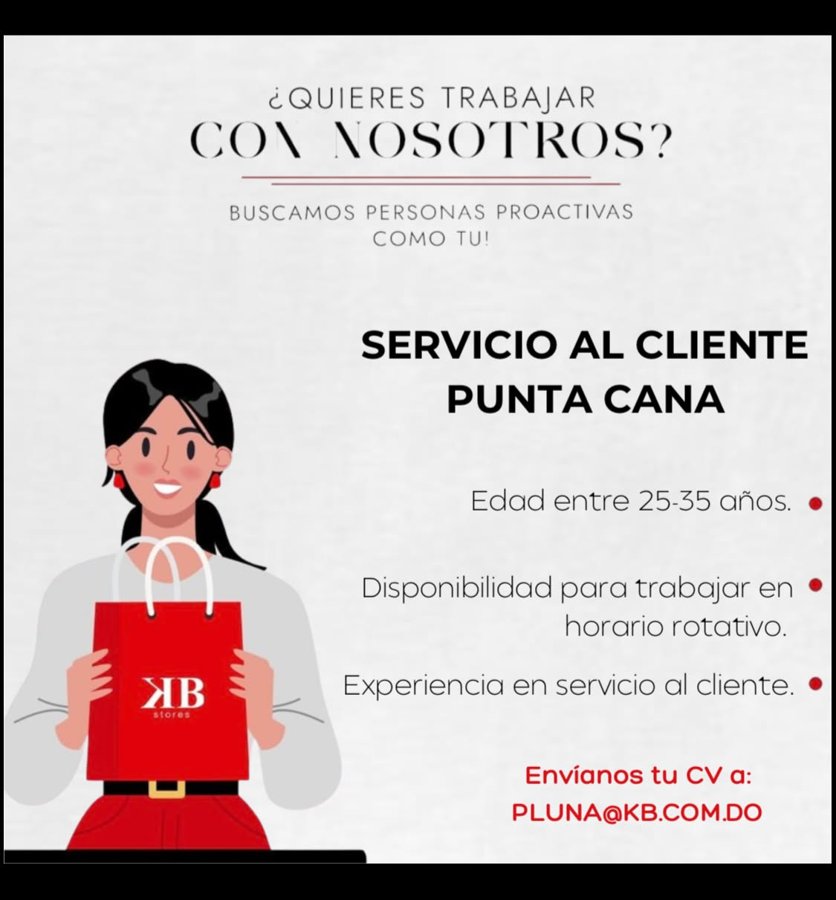 ¿QUIERES TRABAJAR
CON NOSOTROS?
BUSCAMOS PERSONAS PROACTIVAS
COMO TU!
SERVICIO AL CLIENTE
PUNTA CANA
Edad entre 25-35 años.
Disponibilidad para trabajar en
horario rotativo.
Experiencia en servicio al cliente.
KB
stores
Envíanos tu CV a:
PLUNA@KB.COM.DO